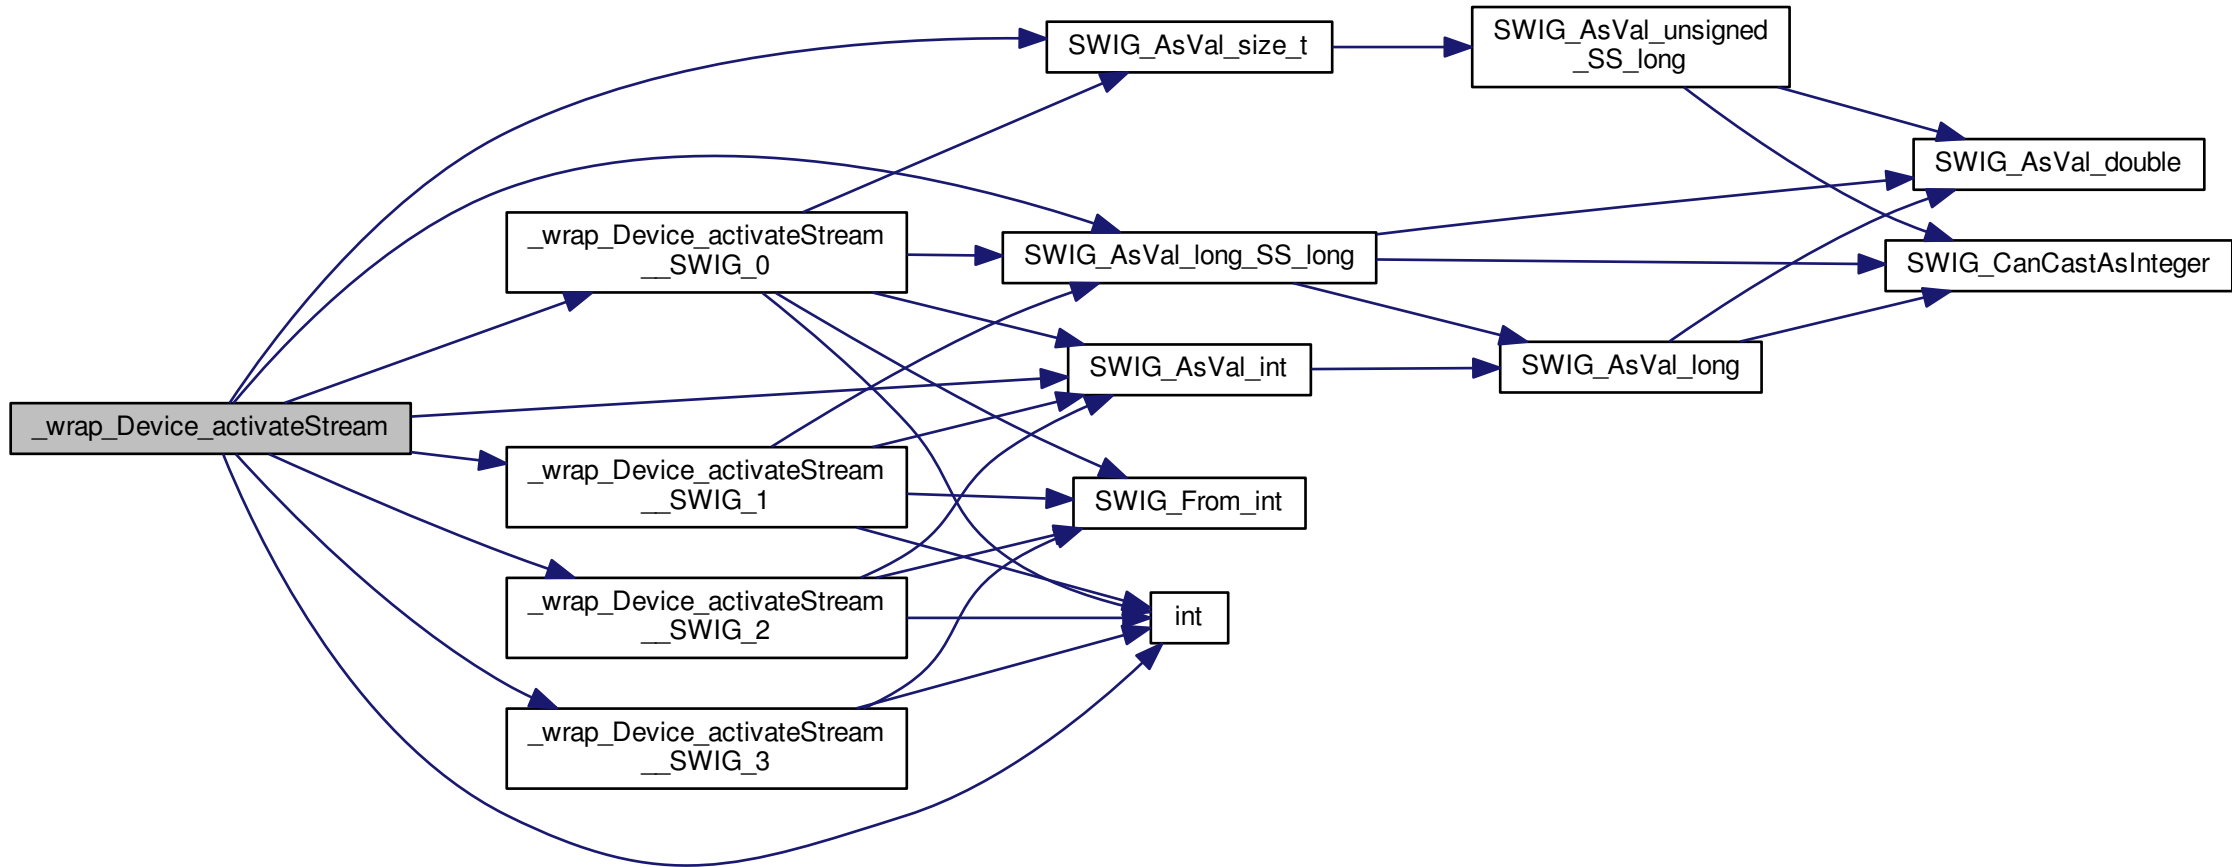 _wrap_Device_activateStream
_wrap_Device_activateStream
__SWIG_0
_wrap_Device_activateStream
__SWIG_1
_wrap_Device_activateStream
__SWIG_2
_wrap_Device_activateStream
__SWIG_3
SWIG_AsVal_size_t
SWIG_AsVal_long_SS_long
SWIG_AsVal_int
SWIG_From_int
int
SWIG_AsVal_unsigned
_SS_long
SWIG_AsVal_long
SWIG_AsVal_double
SWIG_CanCastAsInteger